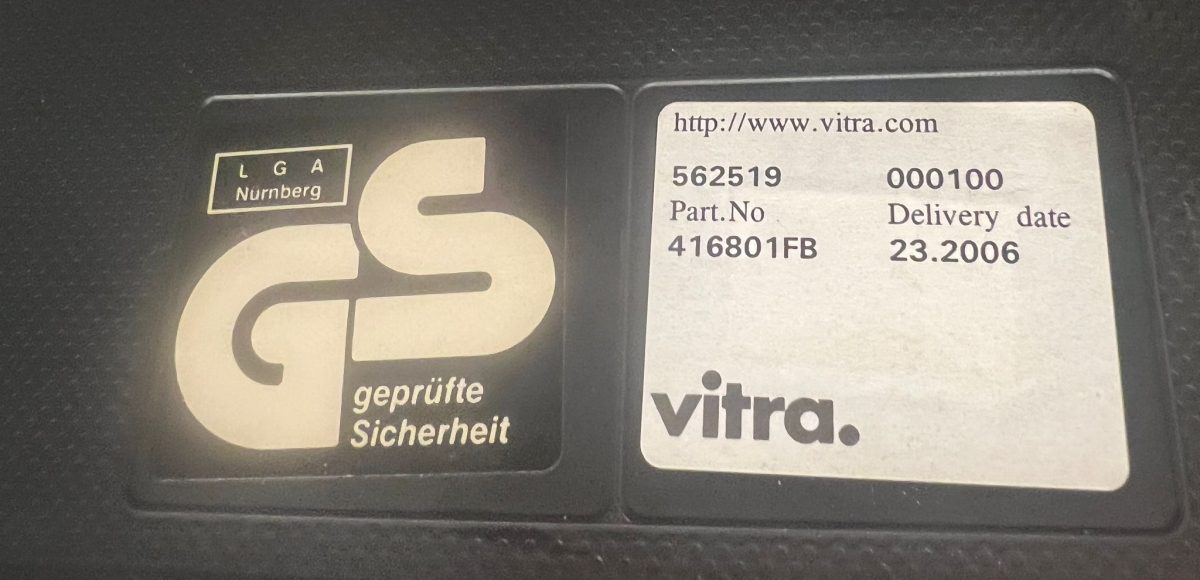 L G A
Nürnberg
GS
geprüfte
Sicherheit
http://www.vitra.com
562519 000100
Part.No Delivery date
416801FB 23.2006
vitra.